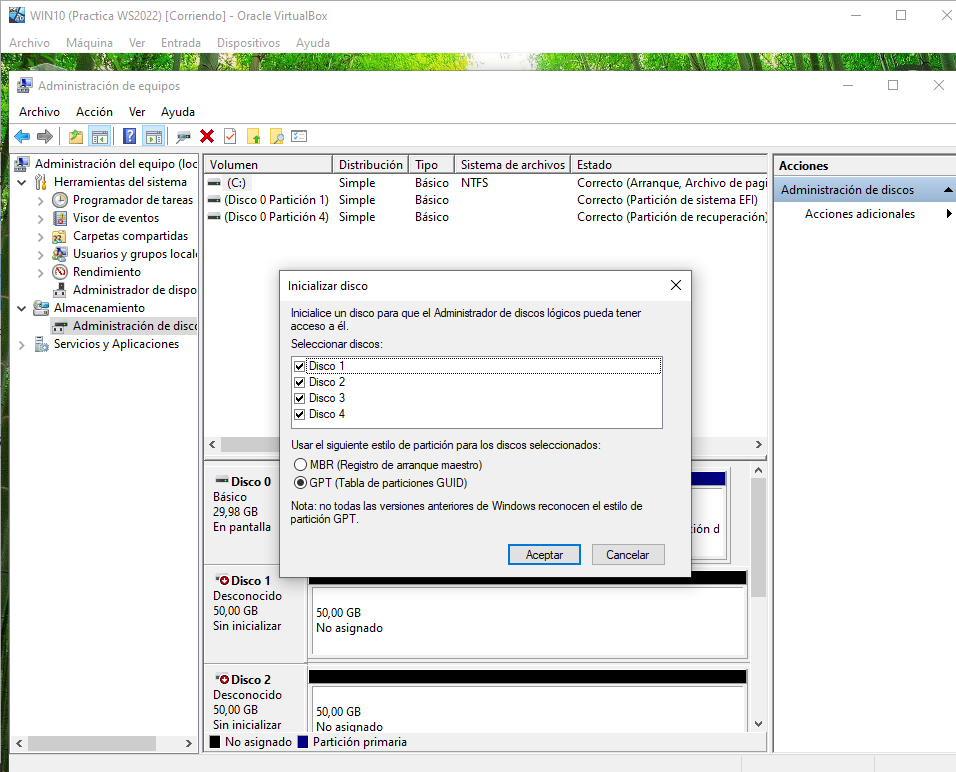 WIN10 (Practica WS2022) [Corriendo] - Oracle VirtualBox
Archivo Máquina Ver Entrada Dispositivos Ayuda
Administración de equipos
Archivo Acción Ver Ayuda
Administración del equipo (loc
Herramientas del sistema
Programador de tareas
Visor de eventos
Carpetas compartidas
Usuarios y grupos locale
Rendimiento
Administrador de dispo
Almacenamiento
Administración de disco
Servicios y Aplicaciones
Volumen Distribución Tipo Sistema de archivos Estado
(C:) Simple Básico NTFS Correcto (Arranque, Archivo de pagi
(Disco 0 Partición 1) Simple Básico Correcto (Partición de sistema EFI)
(Disco 0 Partición 4) Simple Básico Correcto (Partición de recuperación)
Acciones
Administración de discos
Acciones adicionales
Inicializar disco
Inicialice un disco para que el Administrador de discos lógicos pueda tener
acceso a él.
Seleccionar discos:
Disco 1
Disco 2
Disco 3
Disco 4
Usar el siguiente estilo de partición para los discos seleccionados:
MBR (Registro de arranque maestro)
GPT (Tabla de particiones GUID)
Nota: no todas las versiones anteriores de Windows reconocen el estilo de
partición GPT.
Aceptar Cancelar
Disco 0
Básico
29,98 GB
En pantalla
ión d
Disco 1
Desconocido
50,00 GB
Sin inicializar
50,00 GB
No asignado
Disco 2
Desconocido
50,00 GB
Sin inicializar
50,00 GB
No asignado
No asignado Partición primaria